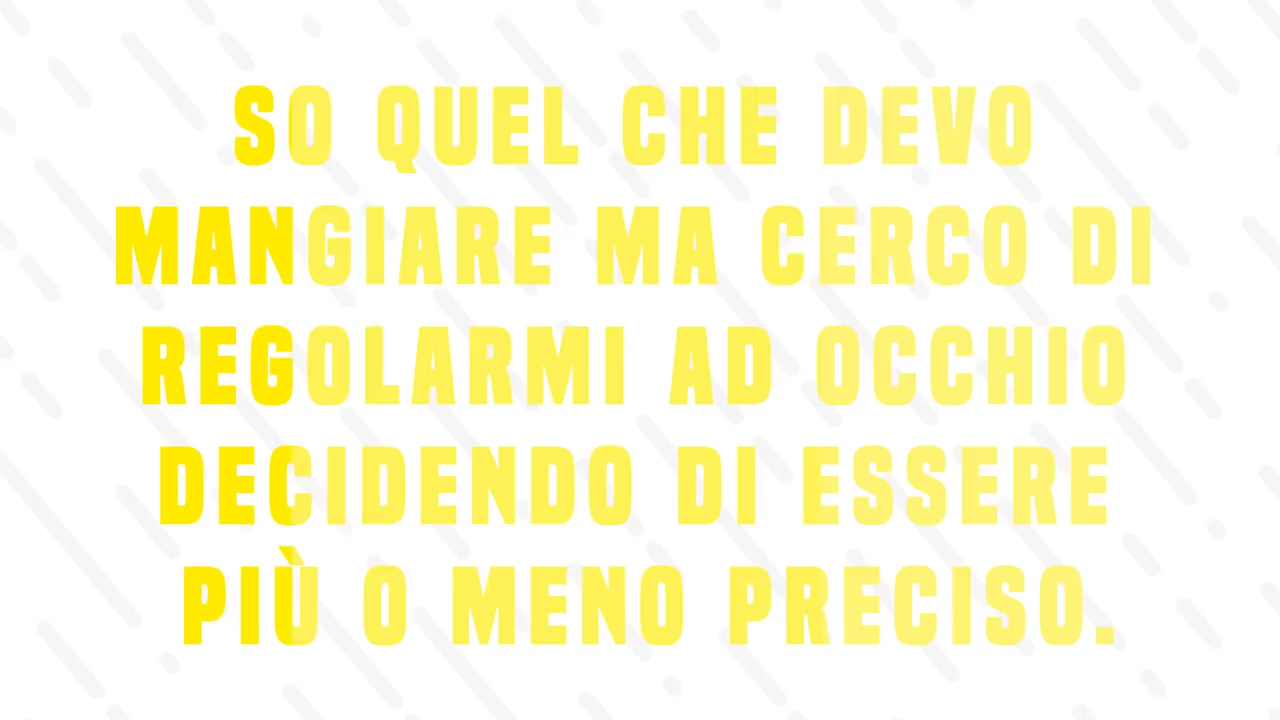 SO QUEL CHE DEVO
MANGIARE MA CERCO DI
REGOLARMI AD OCCHIO
DECIDENDO DI ESSERE
PIÙ O MENO PRECISO.